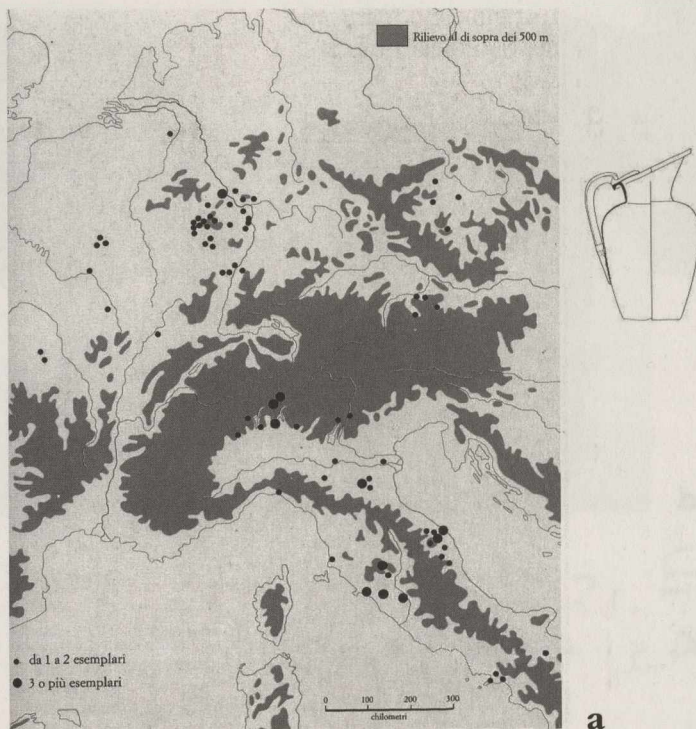 Rilievo al di sopra dei 500 m
da 1 a 2 esemplari
3 o più esemplari
0 100 200 300
chilometri
a